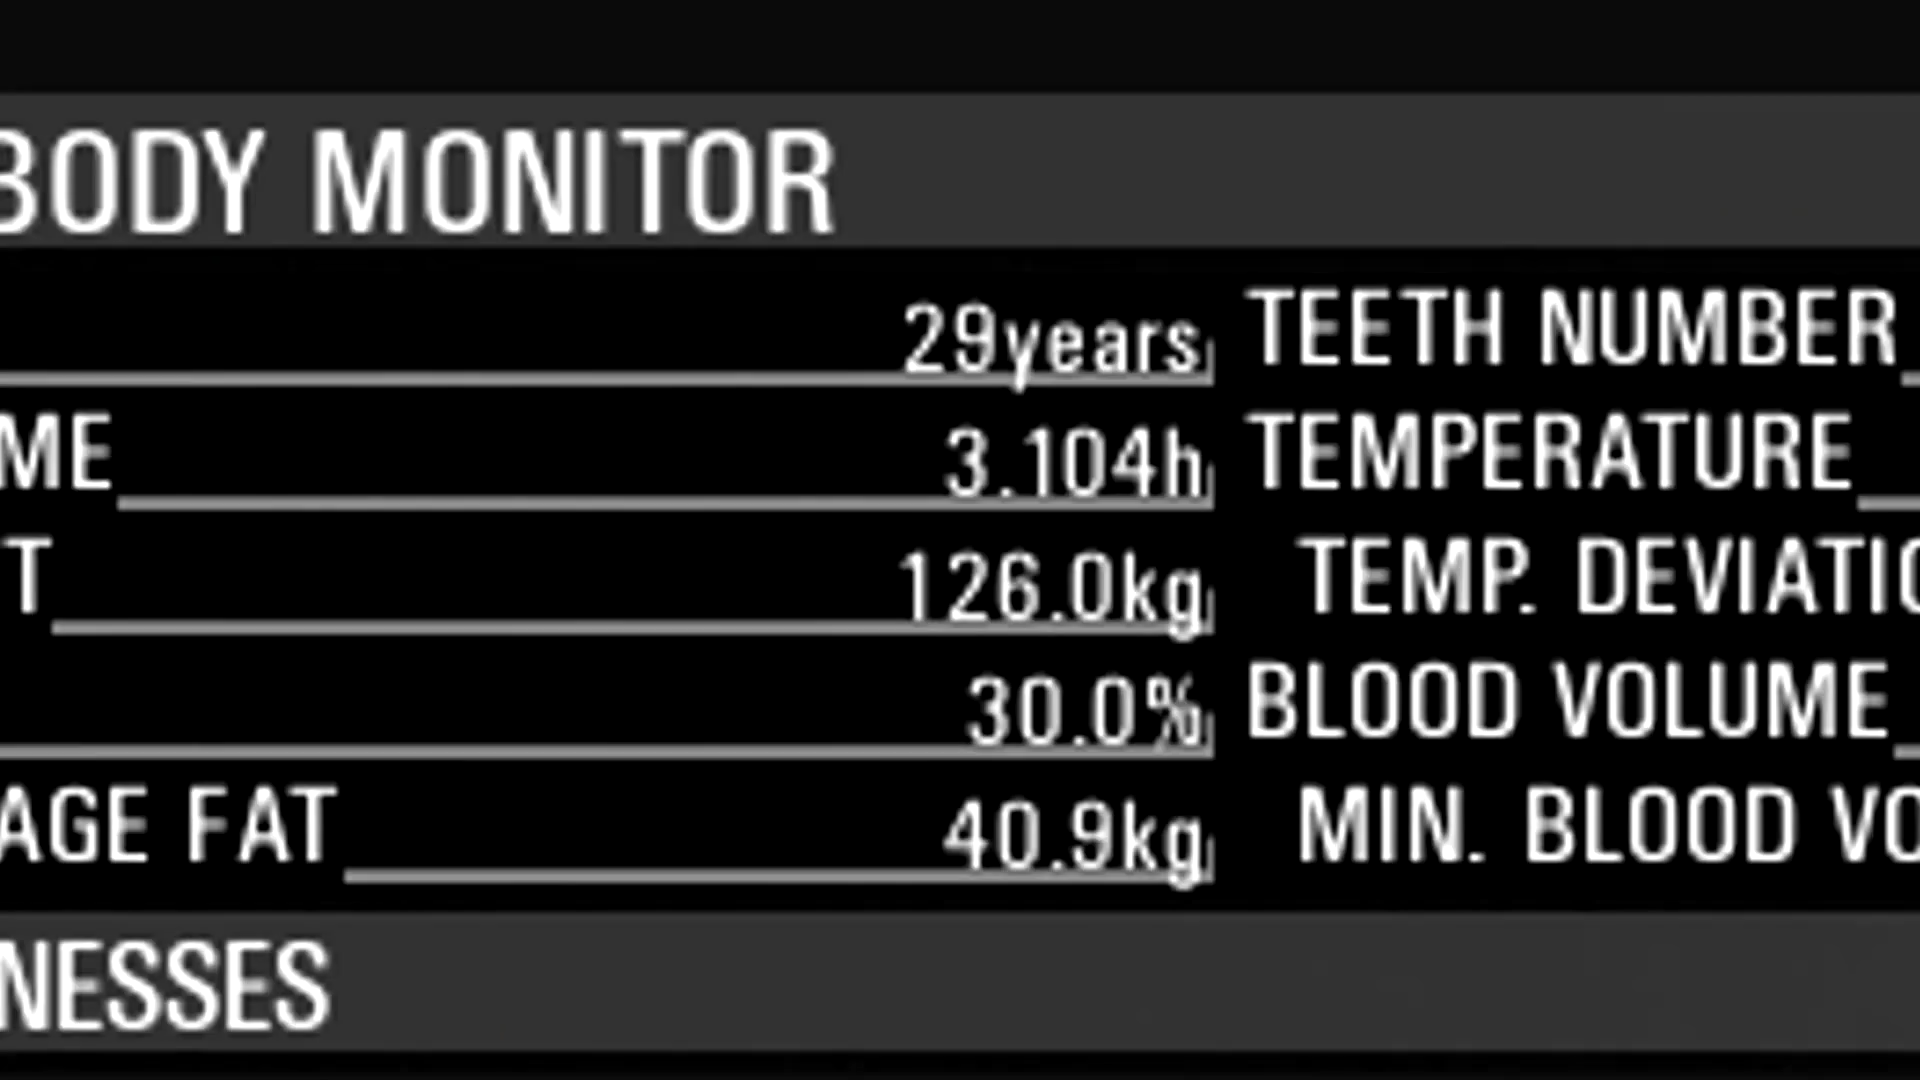 BODY MONITOR
29years TEETH NUMBER
ME 3.104h TEMPERATURE
T 126.0kg TEMP. DEVIATIO
30.0% BLOOD VOLUME
AGE FAT 40.9kg MIN. BLOOD VO
NESSES